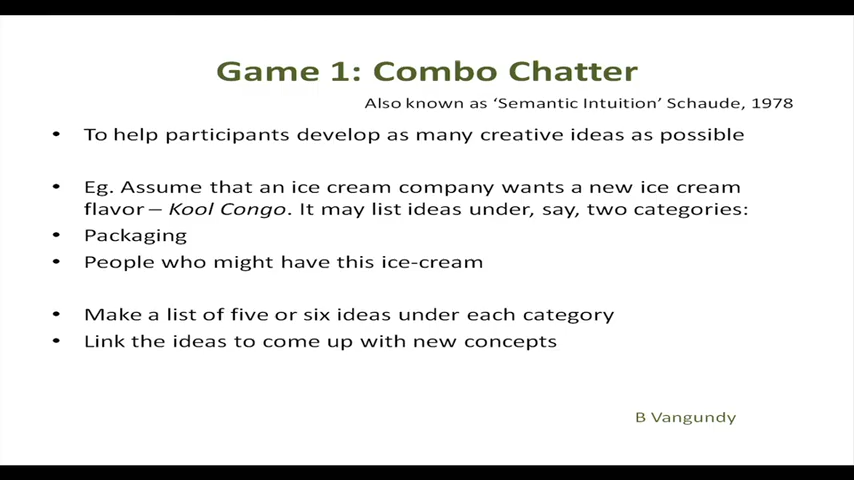 Game 1: Combo Chatter
Also known as ‘Semantic Intuition’ Schaude, 1978
• To help participants develop as many creative ideas as possible
• Eg. Assume that an ice cream company wants a new ice cream
flavor – Kool Congo. It may list ideas under, say, two categories:
• Packaging
• People who might have this ice-cream
• Make a list of five or six ideas under each category
• Link the ideas to come up with new concepts
B Vangundy